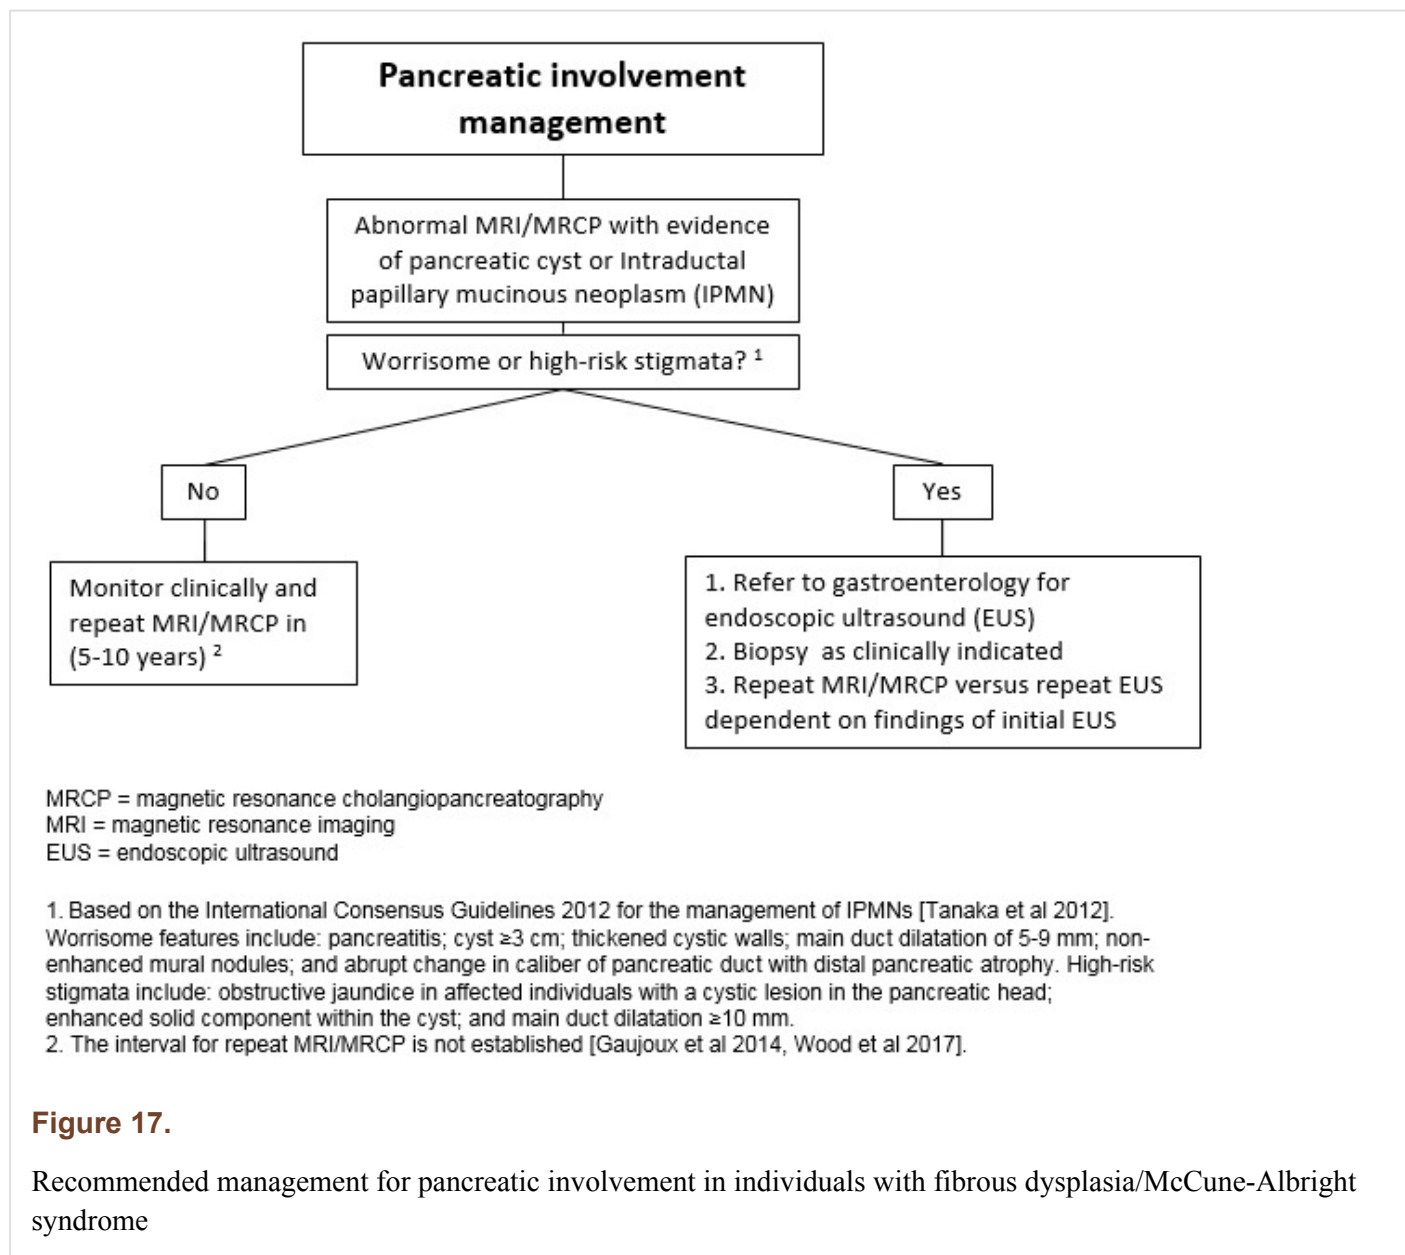 Pancreatic involvement
management
Abnormal MRI/MRCP with evidence
of pancreatic cyst or Intraductal
papillary mucinous neoplasm (IPMN)
Worrisome or high-risk stigmata? ¹
No
Yes
Monitor clinically and
repeat MRI/MRCP in
(5-10 years) ²
1. Refer to gastroenterology for
endoscopic ultrasound (EUS)
2. Biopsy  as clinically indicated
3. Repeat MRI/MRCP versus repeat EUS
dependent on findings of initial EUS
MRCP = magnetic resonance cholangiopancreatography
MRI = magnetic resonance imaging
EUS = endoscopic ultrasound
1. Based on the International Consensus Guidelines 2012 for the management of IPMNs [Tanaka et al 2012].
Worrisome features include: pancreatitis; cyst ≥3 cm; thickened cystic walls; main duct dilatation of 5-9 mm; non-
enhanced mural nodules; and abrupt change in caliber of pancreatic duct with distal pancreatic atrophy. High-risk
stigmata include: obstructive jaundice in affected individuals with a cystic lesion in the pancreatic head;
enhanced solid component within the cyst; and main duct dilatation ≥10 mm.
2. The interval for repeat MRI/MRCP is not established [Gaujoux et al 2014, Wood et al 2017].
Figure 17.
Recommended management for pancreatic involvement in individuals with fibrous dysplasia/McCune-Albright
syndrome